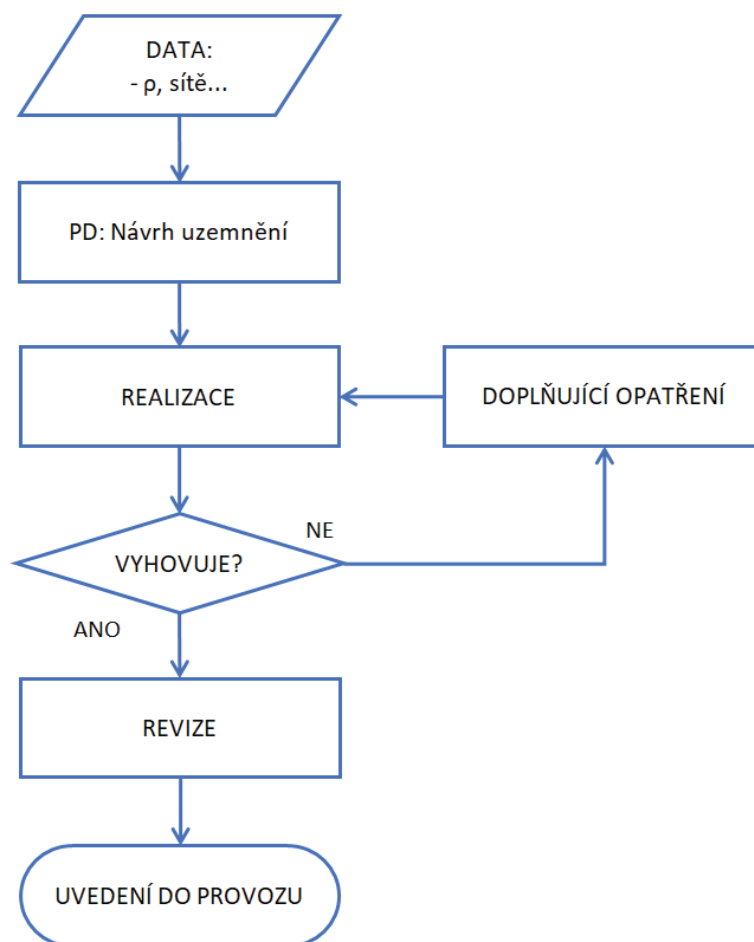 DATA:
- ρ, sítě...
PD: Návrh uzemnění
REALIZACE
DOPLŇUJÍCÍ OPATŘENÍ
NE
VYHOVUJE?
ANO
REVIZE
UVEDENÍ DO PROVOZU